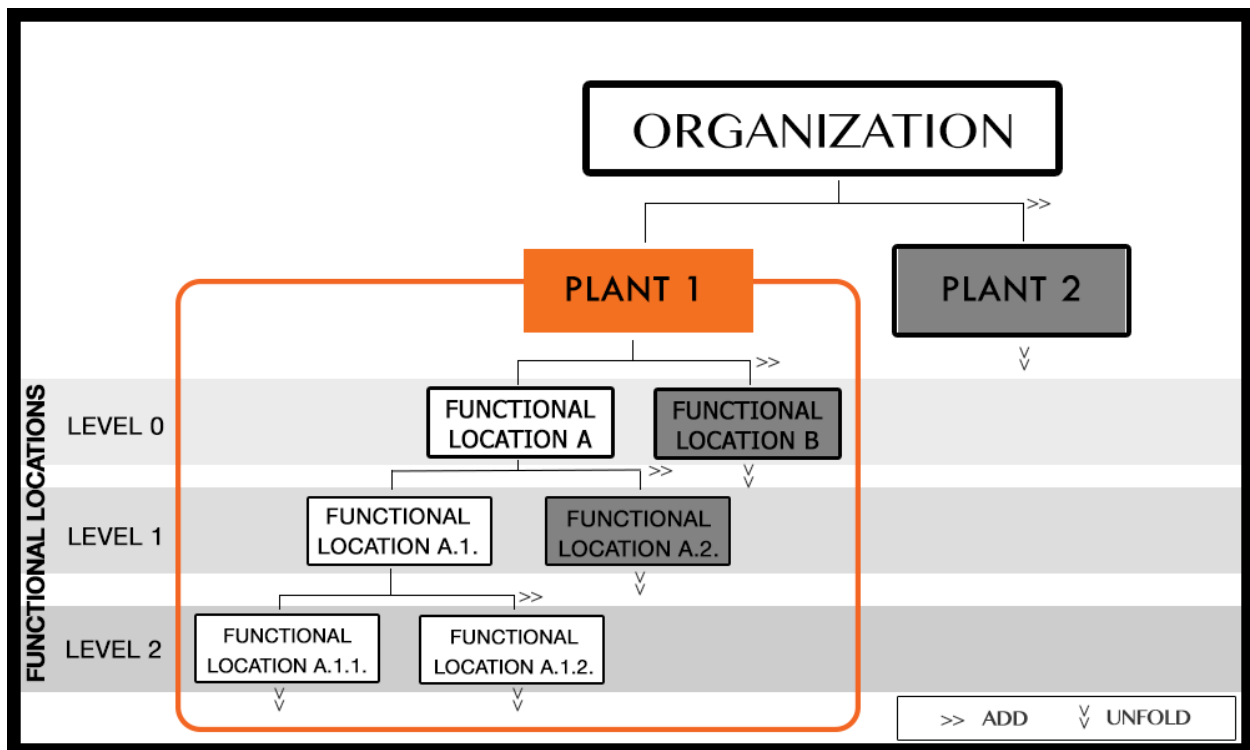 ORGANIZATION
>>
PLANT 1
PLANT 2
>>
FUNCTIONAL LOCATIONS
LEVEL 0
FUNCTIONAL
LOCATION A
FUNCTIONAL
LOCATION B
>>
LEVEL 1
FUNCTIONAL
LOCATION A.1.
FUNCTIONAL
LOCATION A.2.
>>
LEVEL 2
FUNCTIONAL
LOCATION A.1.1.
FUNCTIONAL
LOCATION A.1.2.
>> ADD
UNFOLD